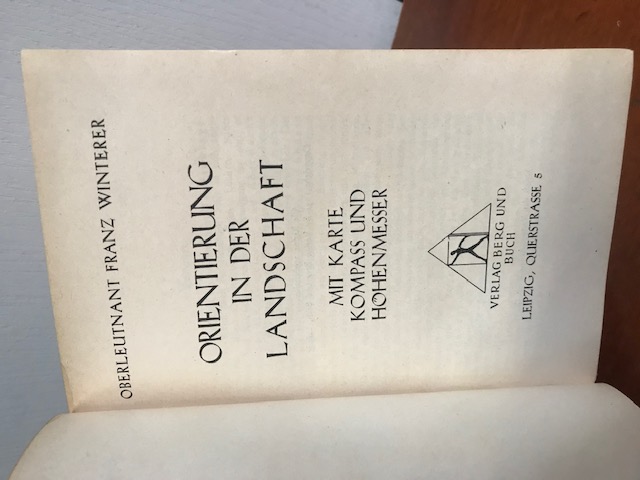 OBERLEUTNANT FRANZ WINTERER
ORIENTIERUNG
IN DER
LANDSCHAFT
MIT KARTE
KOMPASS UND
HÖHENMESSER
VERLAG BERG UND
BUCH
LEIPZIG, QUERSTRASSE 5